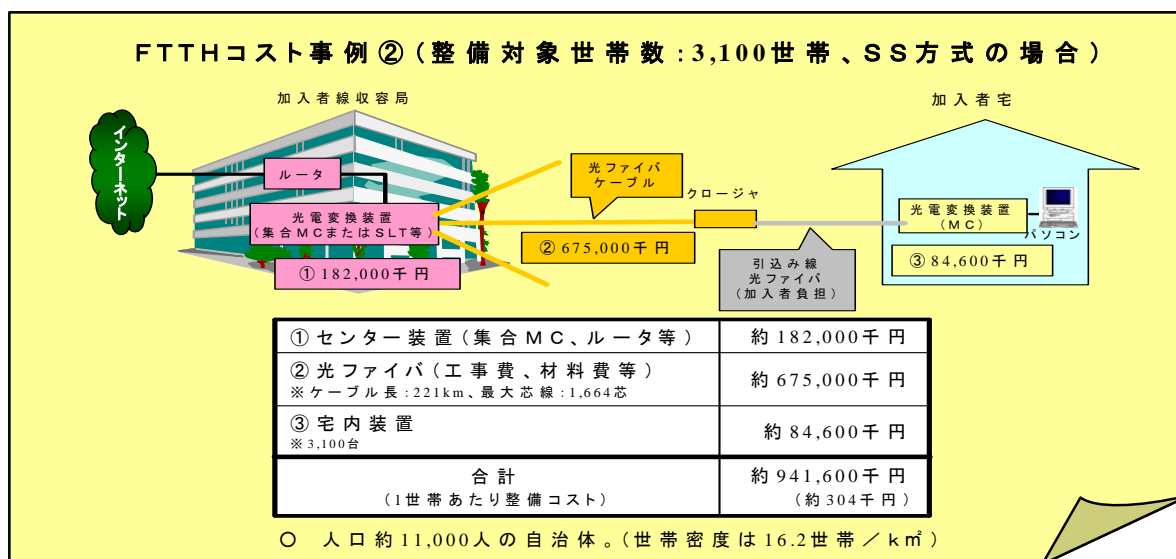 FTTHコスト事例②(整備対象世帯数:3,100世帯、SS方式の場合)
加入者線収容局
加入者宅
インターネット
ルータ
光ファイバ
ケーブル
クロージャ
光電変換装置
(集合MCまたはSLT等)
光電変換装置
(MC)
パソコン
①182,000千円
②675,000千円
引込み線
光ファイバ
(加入者負担)
③84,600千円
①センター装置(集合MC、ルータ等) 約182,000千円
②光ファイバ(工事費、材料費等) 約675,000千円
※ケーブル長:221km、最大芯線:1,664芯
③宅内装置 約84,600千円
※3,100台
合計 約941,600千円
(1世帯あたり整備コスト) (約304千円)
○ 人口約11,000人の自治体。(世帯密度は16.2世帯/k㎡)